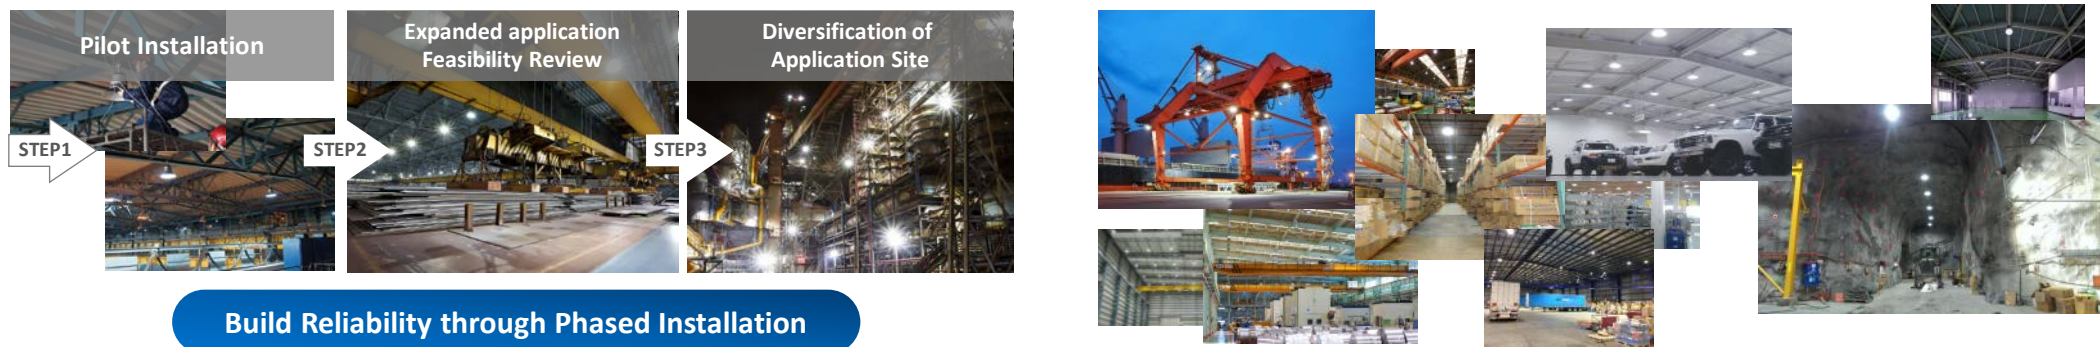 Pilot Installation
Expanded application
Feasibility Review
Diversification of
Application Site
STEP1
STEP2
STEP3
Build Reliability through Phased Installation